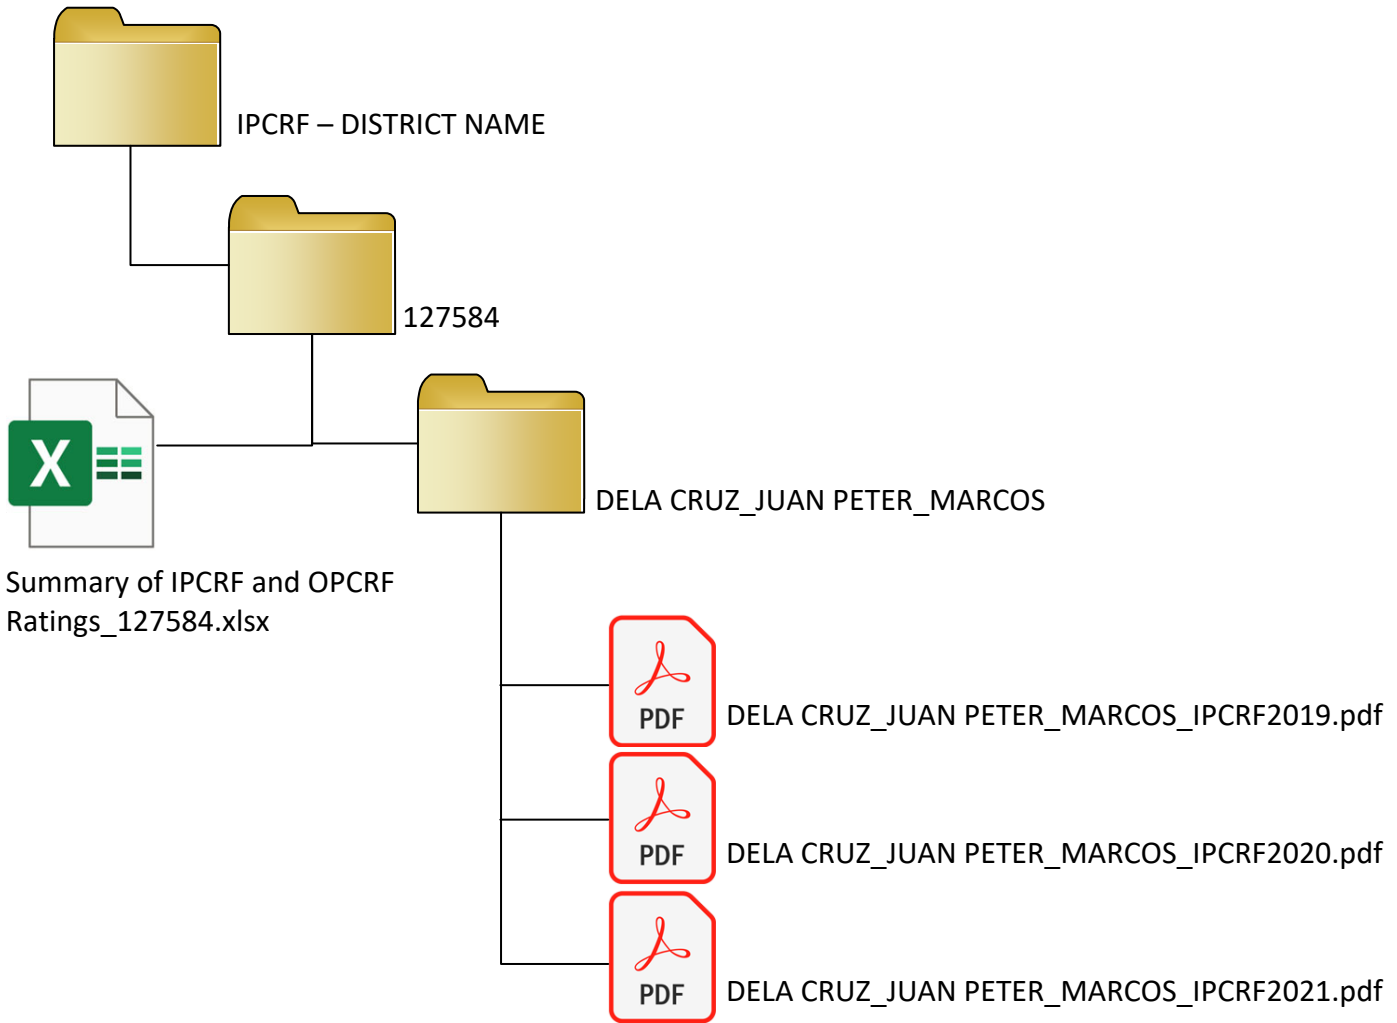 IPCRF – DISTRICT NAME
127584
X
DELA CRUZ_JUAN PETER_MARCOS
Summary of IPCRF and OPCRF
Ratings_127584.xlsx
PDF
DELA CRUZ_JUAN PETER_MARCOS_IPCRF2019.pdf
PDF
DELA CRUZ_JUAN PETER_MARCOS_IPCRF2020.pdf
PDF
DELA CRUZ_JUAN PETER_MARCOS_IPCRF2021.pdf